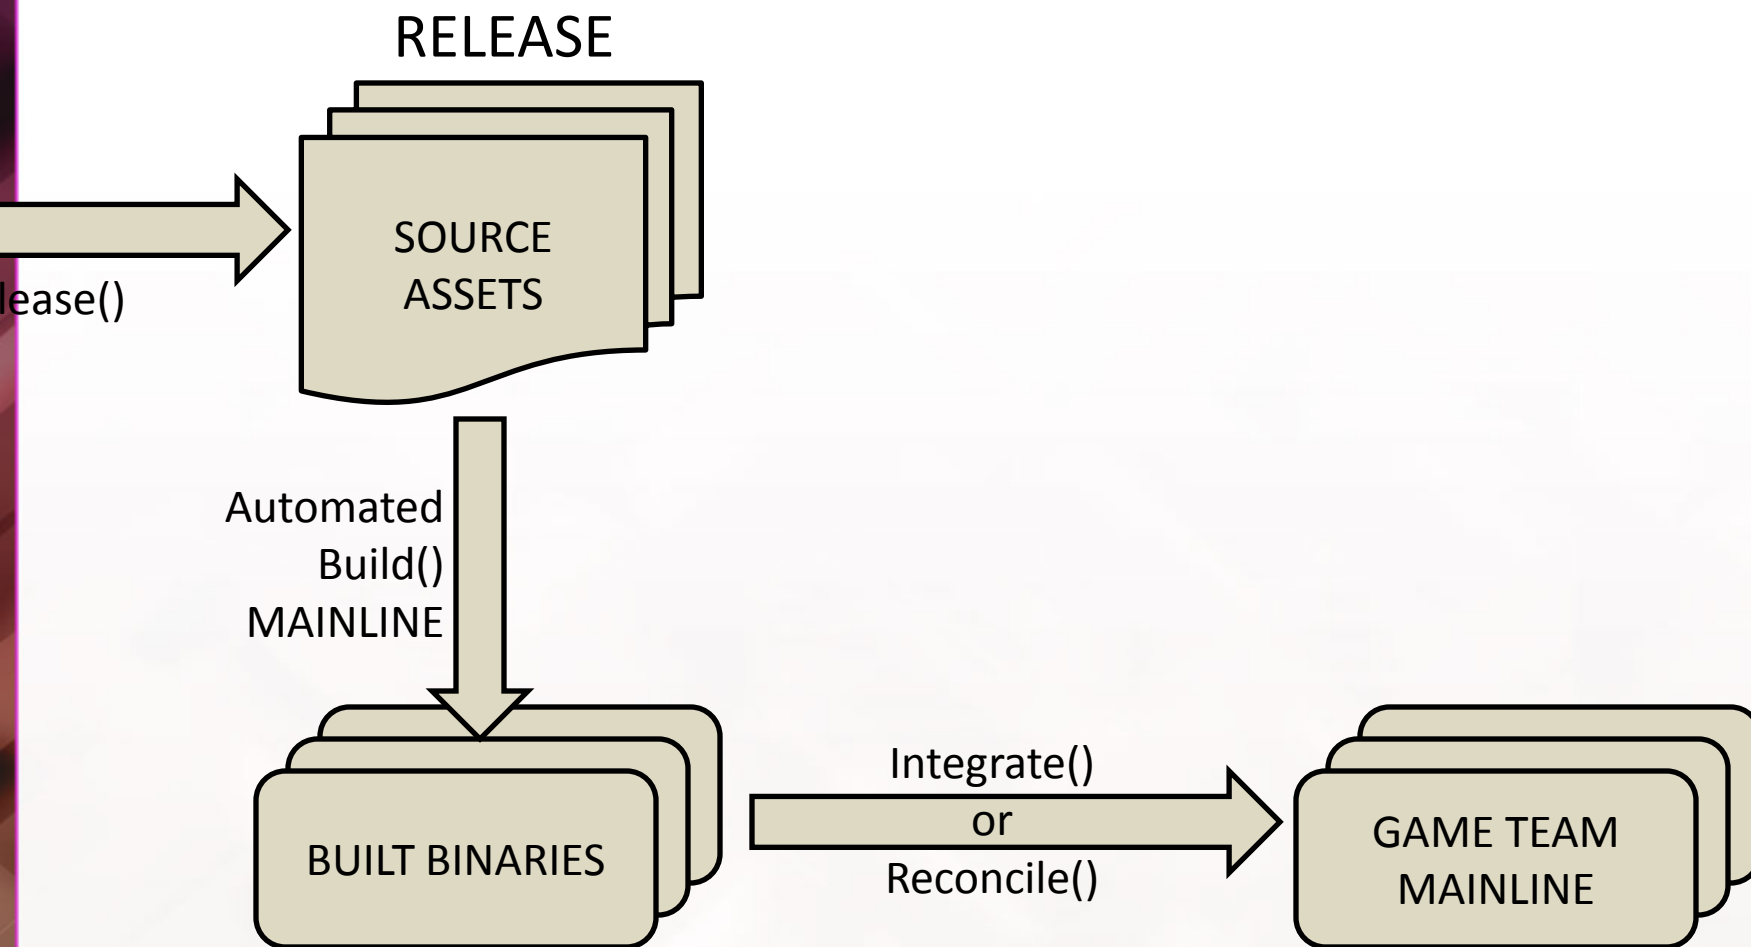 RELEASE
SOURCE
ASSETS
lease()
Automated
Build()
MAINLINE
Integrate()
or
Reconcile()
BUILT BINARIES
GAME TEAM
MAINLINE